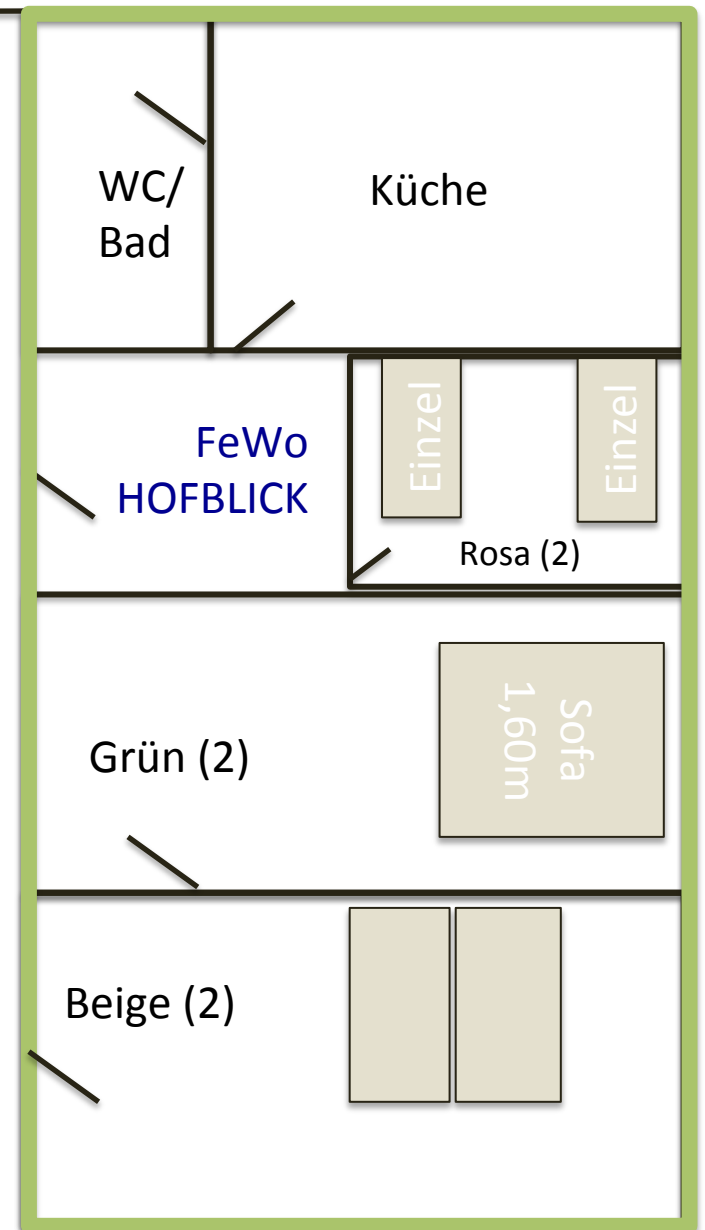 WC/
Bad
Küche
FeWo
HOFBLICK
Einzel
Einzel
Rosa (2)
Grün (2)
Sofa
1,60m
Beige (2)